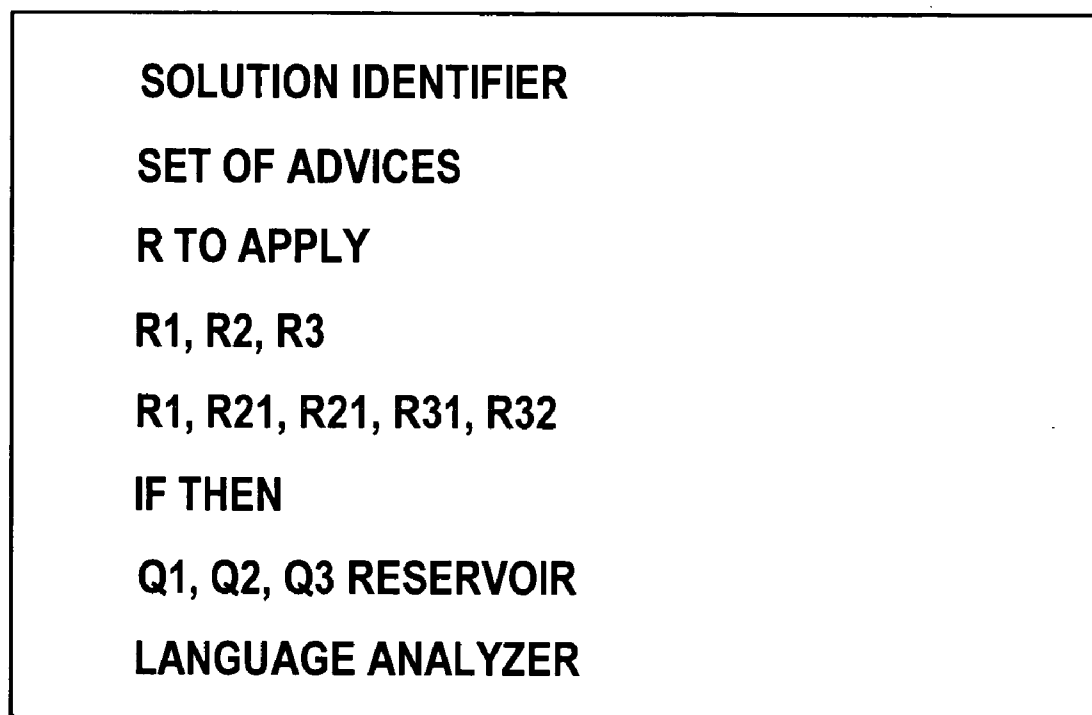 SOLUTION IDENTIFIER
SET OF ADVICES
R TO APPLY
R1, R2, R3
R1, R21, R21, R31, R32
IF THEN
Q1, Q2, Q3 RESERVOIR
LANGUAGE ANALYZER